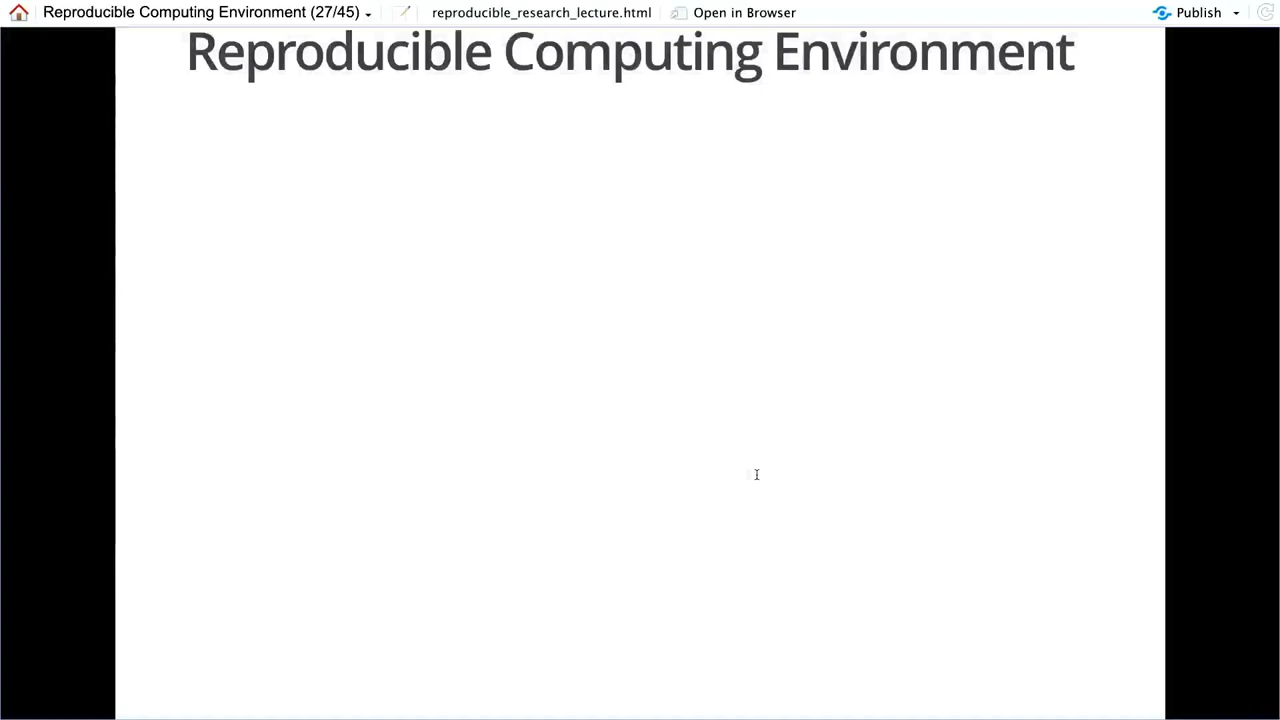 Reproducible Computing Environment (27/45)
reproducible_research_lecture.html
Open in Browser
Publish
Reproducible Computing Environment